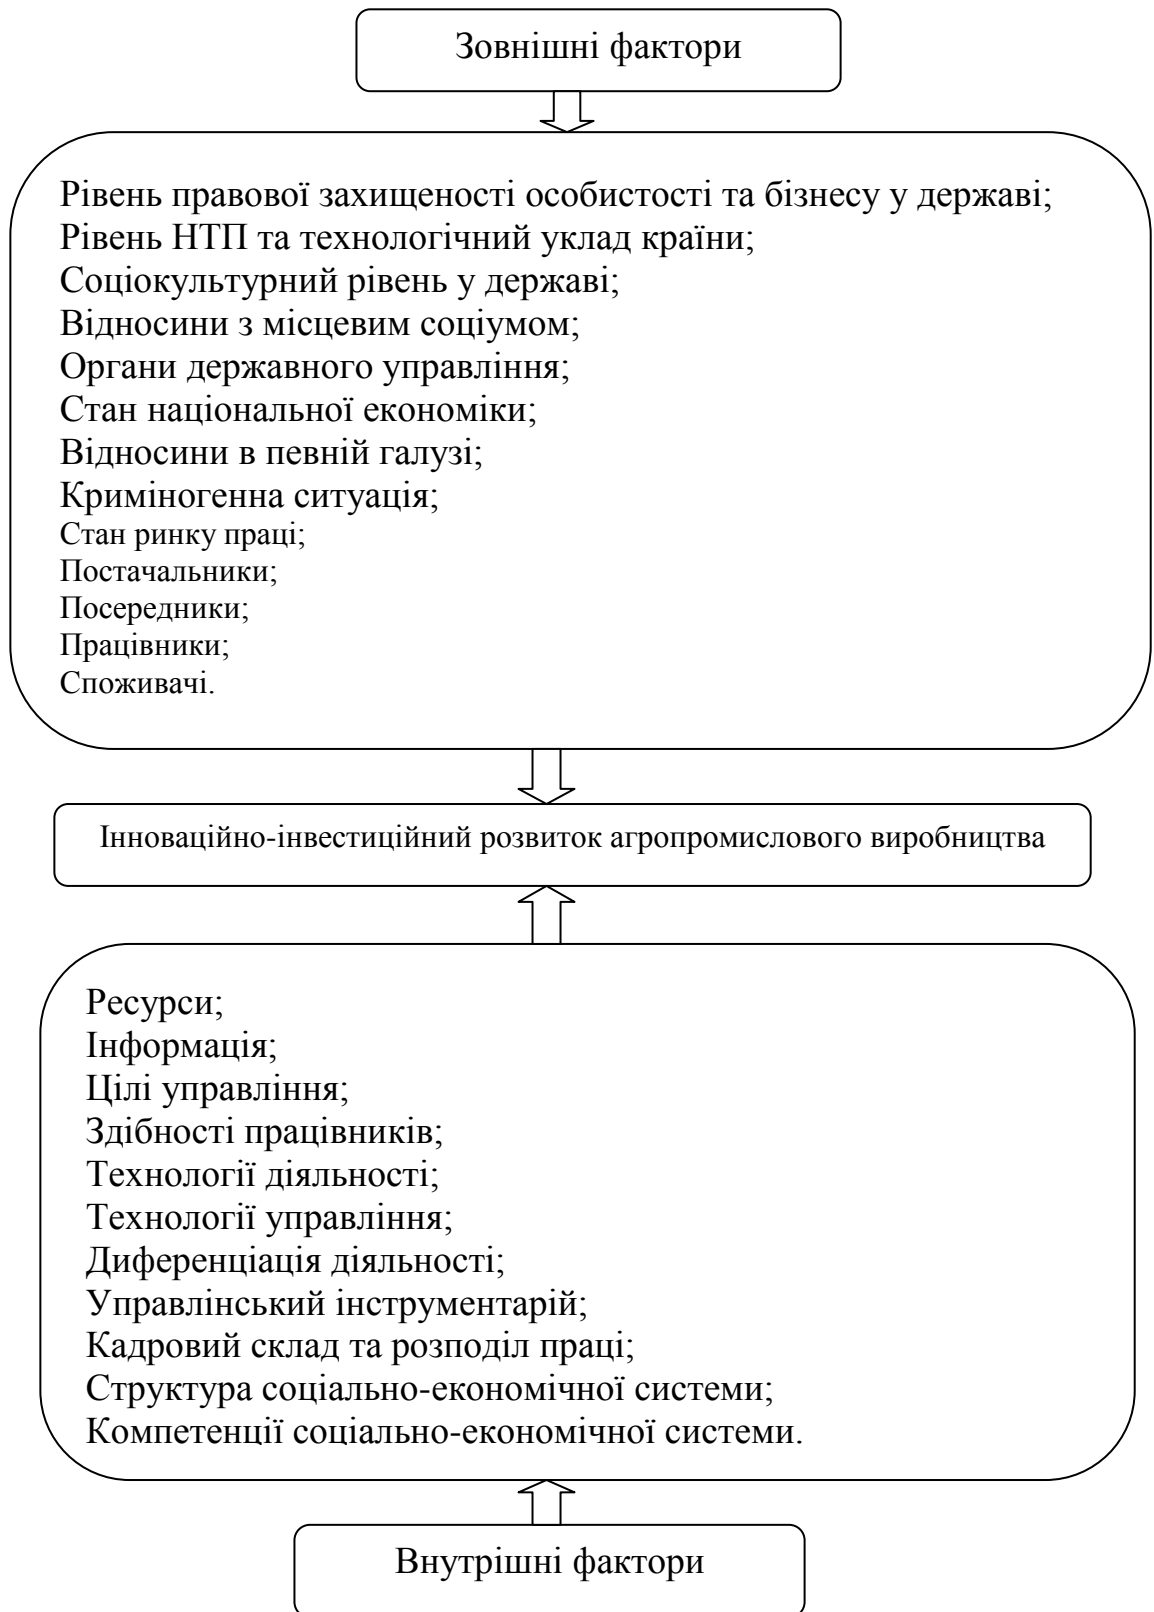 Зовнішні фактори
Рівень правової захищеності особистості та бізнесу у державі;
Рівень НТП та технологічний уклад країни;
Соціокультурний рівень у державі;
Відносини з місцевим соціумом;
Органи державного управління;
Стан національної економіки;
Відносини в певній галузі;
Криміногенна ситуація;
Стан ринку праці;
Постачальники;
Посередники;
Працівники;
Споживачі.
Інноваційно-інвестиційний розвиток агропромислового виробництва
Ресурси;
Інформація;
Цілі управління;
Здібності працівників;
Технології діяльності;
Технології управління;
Диференціація діяльності;
Управлінський інструментарій;
Кадровий склад та розподіл праці;
Структура соціально-економічної системи;
Компетенції соціально-економічної системи.
Внутрішні фактори